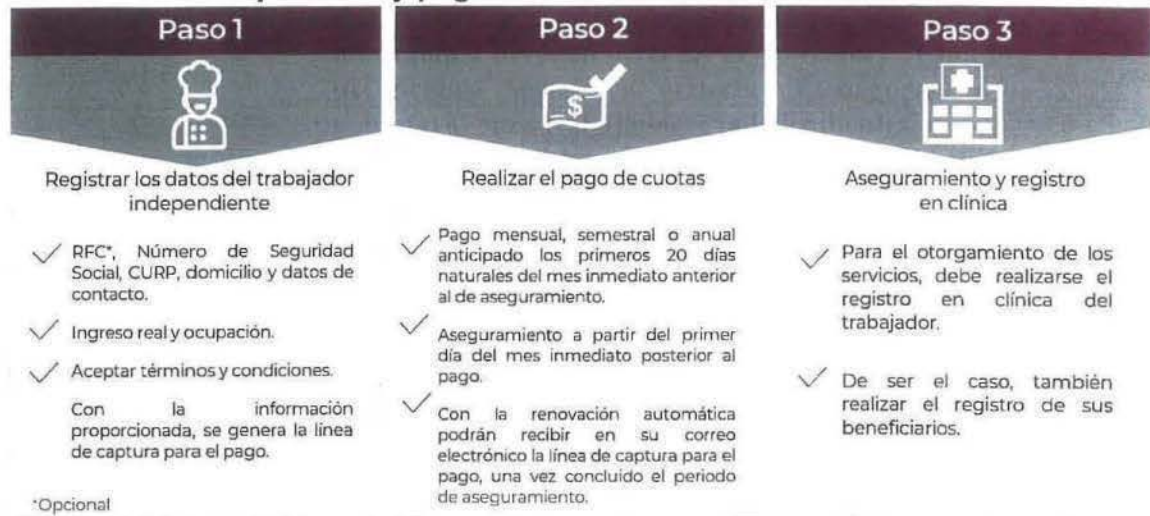 Paso 1
Registrar los datos del trabajador
independiente
RFC*, Número de Seguridad
Social, CURP, domicilio y datos de
contacto.
Ingreso real y ocupación.
Aceptar términos y condiciones.
Con la información
proporcionada, se genera la línea
de captura para el pago.
*Opcional
Paso 2
$
Realizar el pago de cuotas
Pago mensual, semestral o anual
anticipado los primeros 20 días
naturales del mes inmediato anterior
al de aseguramiento.
Aseguramiento a partir del primer
día del mes inmediato posterior al
pago.
Con la renovación automática
podrán recibir en su correo
electrónico la línea de captura para el
pago, una vez concluido el periodo
de aseguramiento.
Paso 3
Aseguramiento y registro
en clínica
Para el otorgamiento de los
servicios, debe realizarse el
registro en clínica del
trabajador.
De ser el caso, también
realizar el registro de sus
beneficiarios.